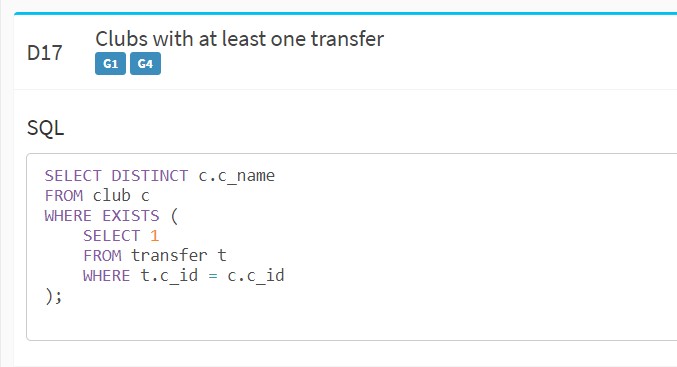 D17
Clubs with at least one transfer
G1 G4
SQL
SELECT DISTINCT c.c_name
FROM club c
WHERE EXISTS (
    SELECT 1
    FROM transfer t
    WHERE t.c_id = c.c_id
);